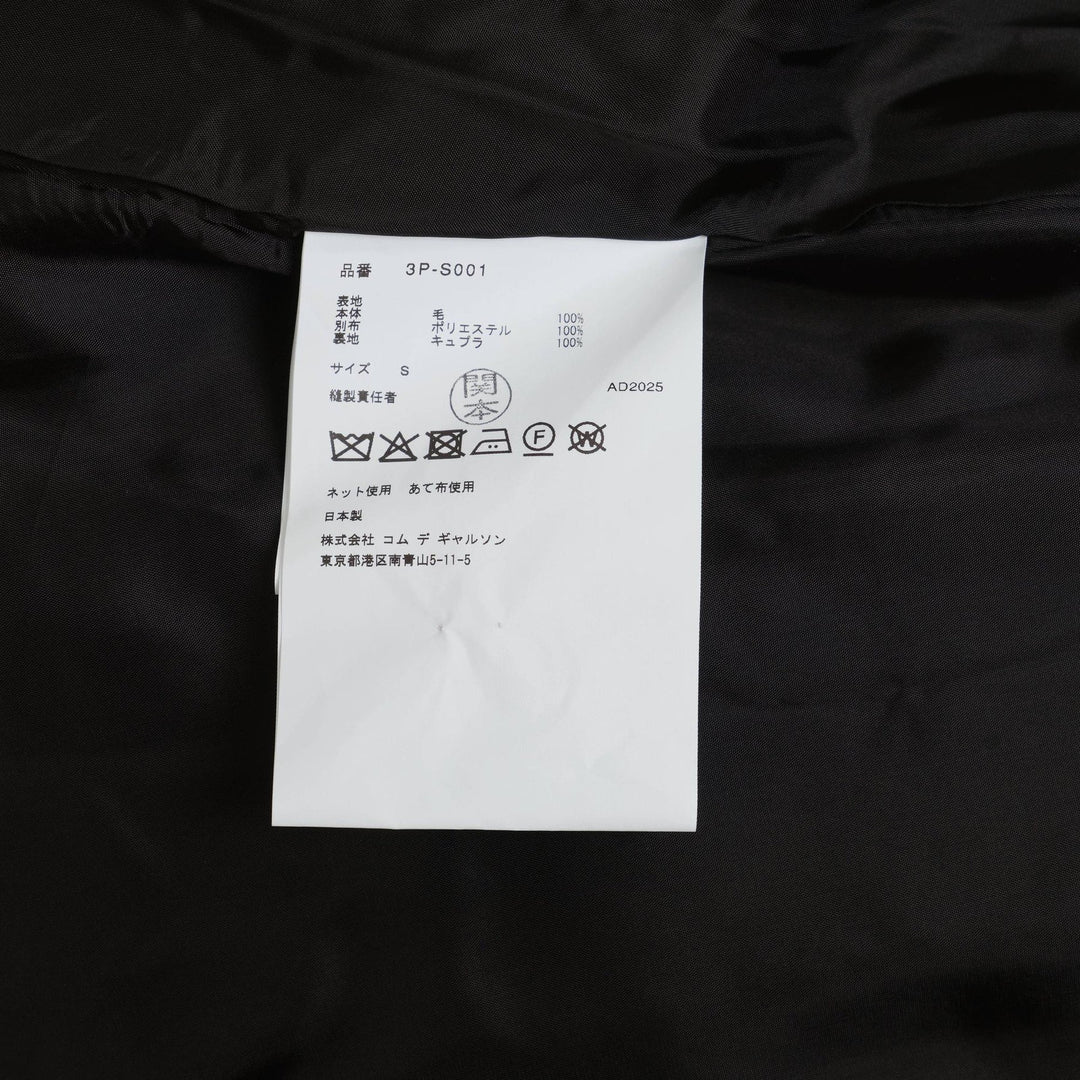 品番 3P-S001
表地
本体 毛 100%
別布 ポリエステル 100%
裏地 キュプラ 100%
サイズ S
縫製責任者 関本 AD2025
F W
ネット使用 あて布使用
日本製
株式会社 コム デ ギャルソン
東京都港区南青山5-11-5